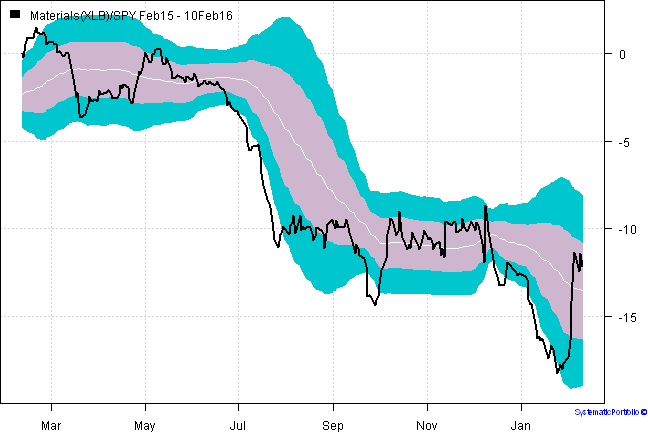 Materials(XLB)/SPY Feb15 - 10Feb16
0
-5
-10
-15
Mar May Jul Sep Nov Jan
SystematicPortfolio ©